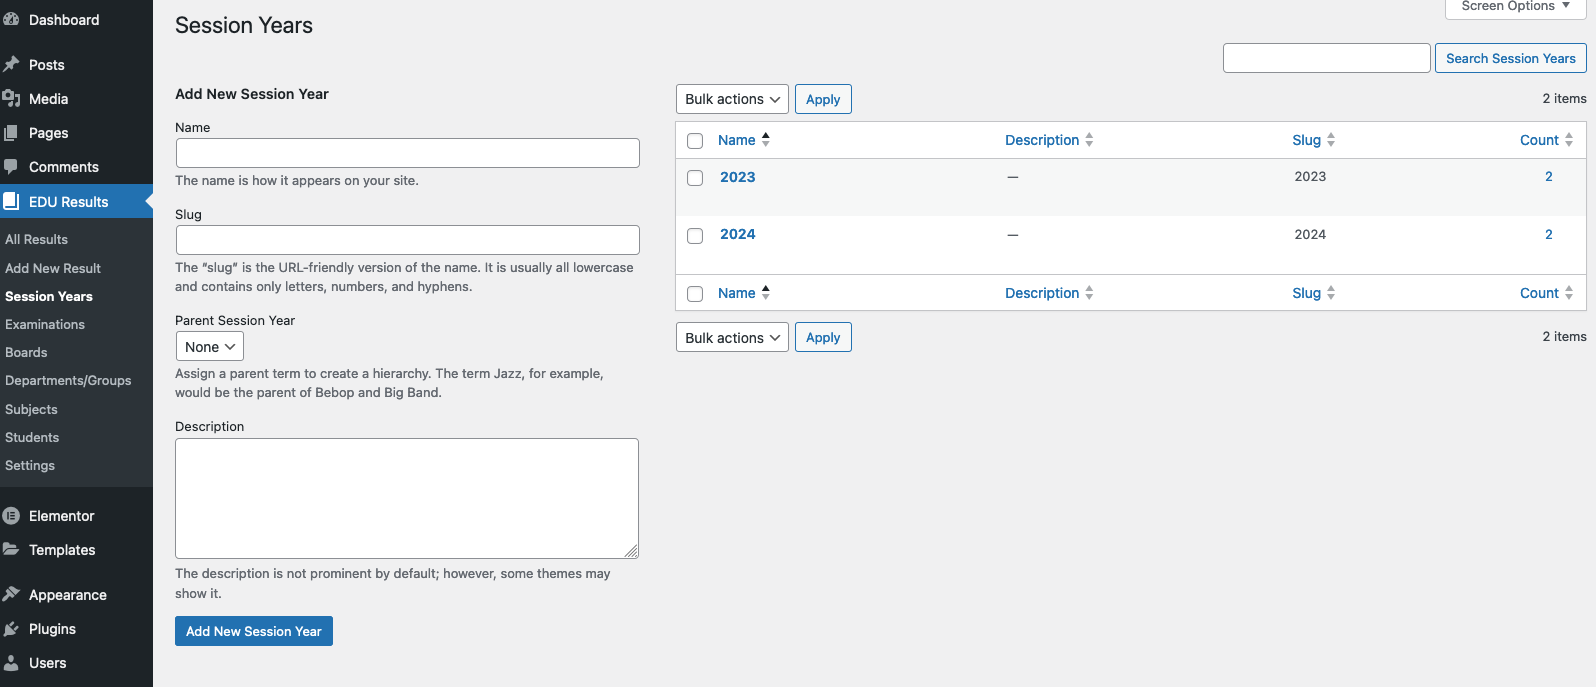 Dashboard
Posts
Media
Pages
Comments
EDU Results
All Results
Add New Result
Session Years
Examinations
Boards
Departments/Groups
Subjects
Students
Settings
Elementor
Templates
Appearance
Plugins
Users
Session Years
Screen Options
Search Session Years
Add New Session Year
Name
The name is how it appears on your site.
Slug
The “slug” is the URL-friendly version of the name. It is usually all lowercase
and contains only letters, numbers, and hyphens.
Parent Session Year
None
Assign a parent term to create a hierarchy. The term Jazz, for example,
would be the parent of Bebop and Big Band.
Description
The description is not prominent by default; however, some themes may
show it.
Add New Session Year
Bulk actions Apply 2 items
Name Description Slug Count
2023 — 2023 2
2024 — 2024 2
Name Description Slug Count
Bulk actions Apply 2 items